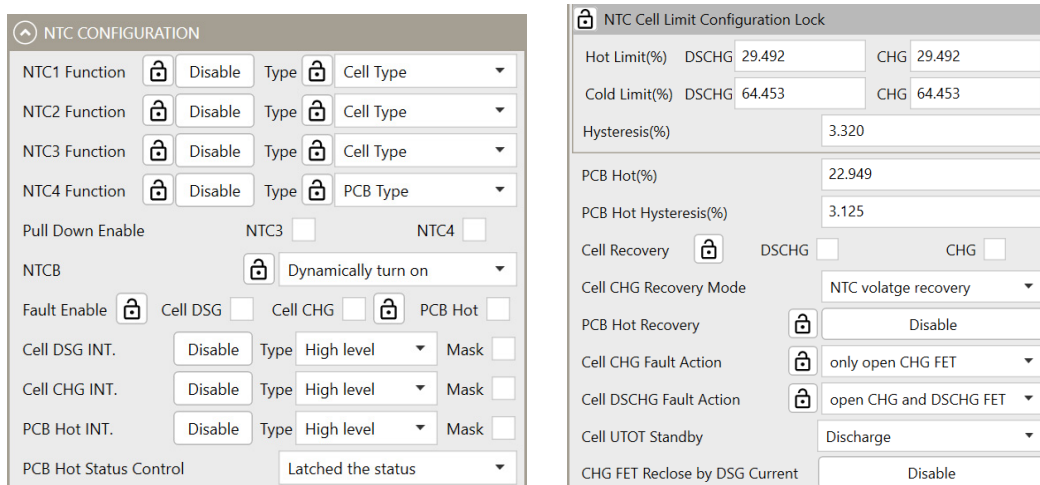 NTC CONFIGURATION
NTC1 Function Disable Type Cell Type
NTC2 Function Disable Type Cell Type
NTC3 Function Disable Type Cell Type
NTC4 Function Disable Type PCB Type
Pull Down Enable NTC3 NTC4
NTCB Dynamically turn on
Fault Enable Cell DSG Cell CHG PCB Hot
Cell DSG INT. Disable Type High level Mask
Cell CHG INT. Disable Type High level Mask
PCB Hot INT. Disable Type High level Mask
PCB Hot Status Control Latched the status
NTC Cell Limit Configuration Lock
Hot Limit(%) DSCHG 29.492 CHG 29.492
Cold Limit(%) DSCHG 64.453 CHG 64.453
Hysteresis(%) 3.320
PCB Hot(%) 22.949
PCB Hot Hysteresis(%) 3.125
Cell Recovery DSCHG CHG
Cell CHG Recovery Mode NTC volatge recovery
PCB Hot Recovery Disable
Cell CHG Fault Action only open CHG FET
Cell DSCHG Fault Action open CHG and DSCHG FET
Cell UTOT Standby Discharge
CHG FET Reclose by DSG Current Disable